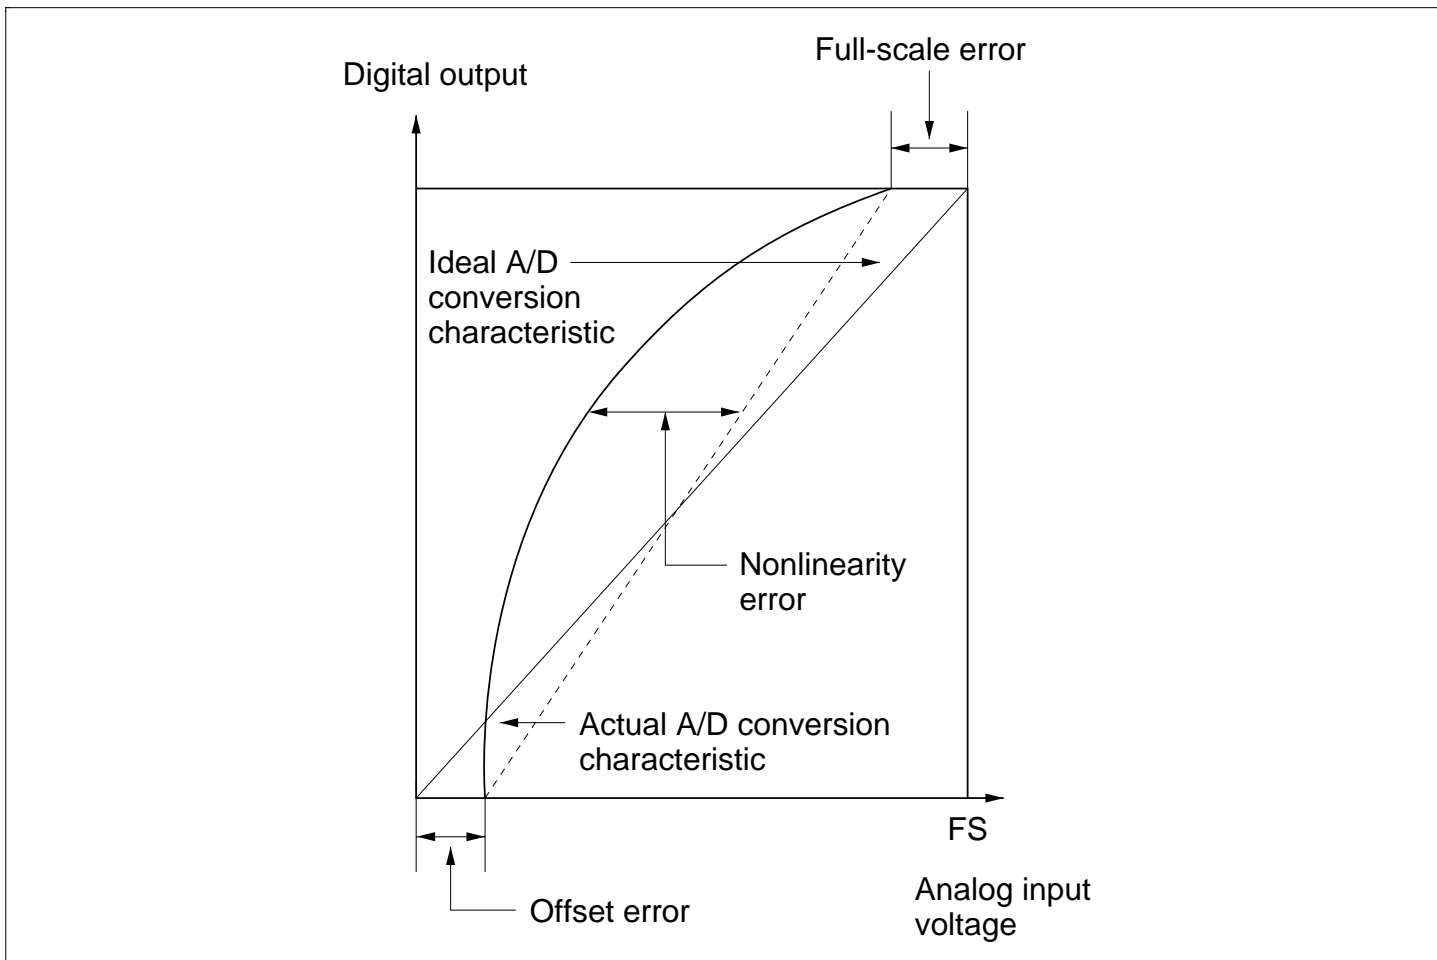 Full-scale error
Digital output
Ideal A/D
conversion
characteristic
Nonlinearity
error
Actual A/D conversion
characteristic
FS
Offset error
Analog input
voltage